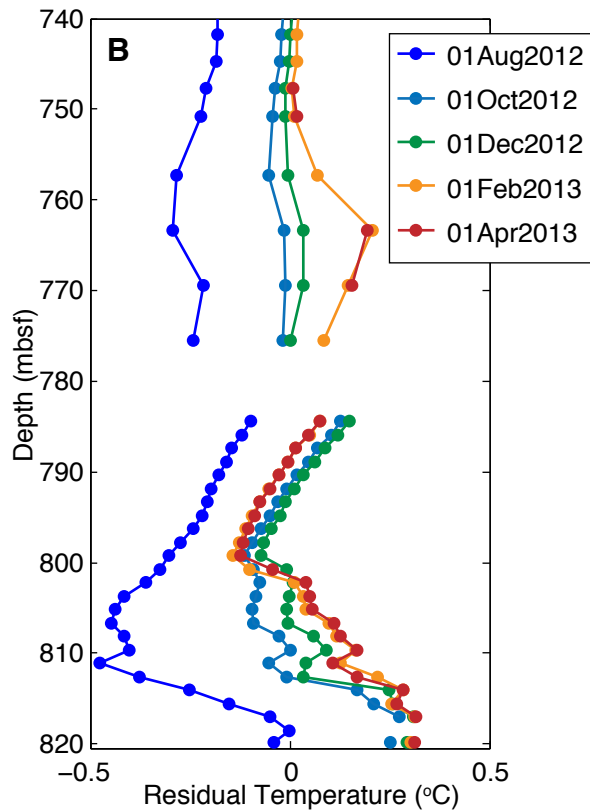 B
01Aug2012
01Oct2012
01Dec2012
01Feb2013
01Apr2013
740
750
760
770
780
790
800
810
820
Depth (mbsf)
−0.5
0
0.5
Residual Temperature (°C)